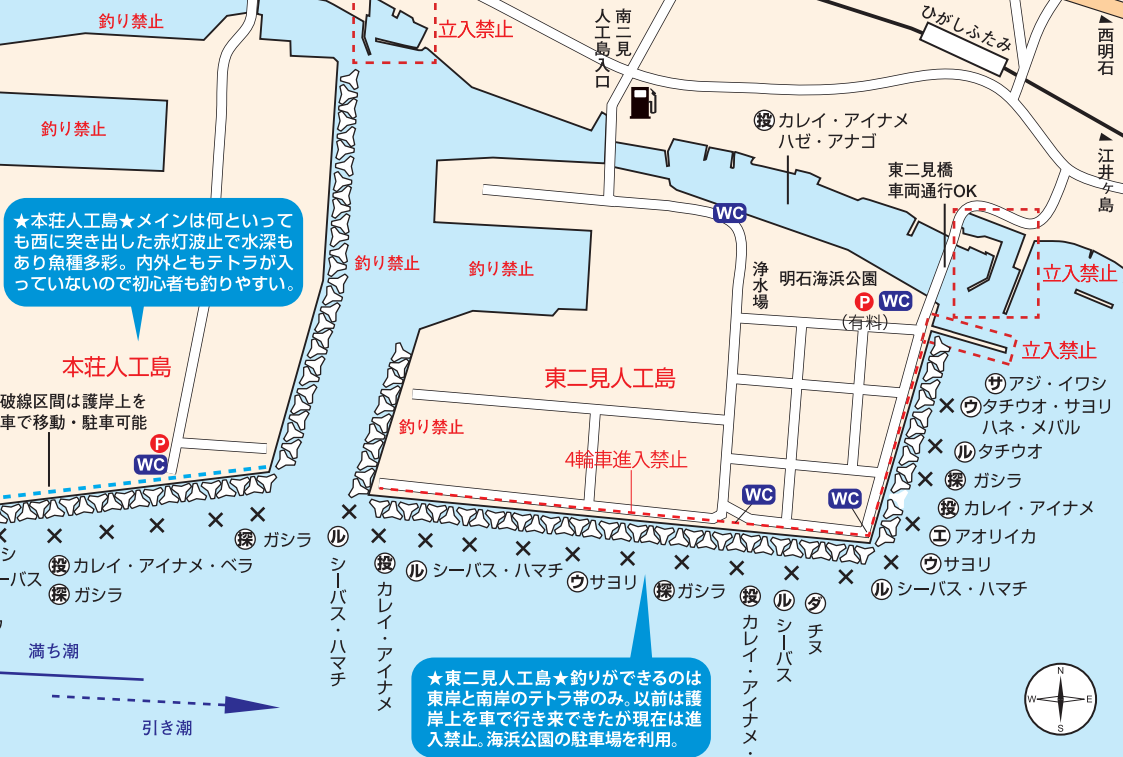 釣り禁止
立入禁止
南二見
人工島入口
ひがしふたみ
西明石
釣り禁止
投カレイ・アイナメ
ハゼ・アナゴ
江井ヶ島
東二見橋
車両通行OK
★本荘人工島★メインは何といって
も西に突き出した赤灯波止で水深も
あり魚種多彩。内外ともテトラが入
っていないので初心者も釣りやすい。
WC
釣り禁止
釣り禁止
浄水場
明石海浜公園
P WC
(有料)
立入禁止
立入禁止
本荘人工島
東二見人工島
破線区間は護岸上を
車で移動・駐車可能
P
WC
釣り禁止
4輪車進入禁止
WC
WC
サ アジ・イワシ
ウ タチウオ・サヨリ
ハネ・メバル
ル タチウオ
探 ガシラ
投 カレイ・アイナメ
エ アオリイカ
ウ サヨリ
ル シーバス・ハマチ
シ
ーバス
投カレイ・アイナメ・ベラ
探 ガシラ
探 ガシラ
ル シーバス・ハマチ
投 カレイ・アイナメ
ル シーバス・ハマチ
ウサヨリ
探ガシラ
投 カレイ・アイナメ・
ル シーバス
ダ チヌ
満ち潮
引き潮
★東二見人工島★釣りができるのは
東岸と南岸のテトラ帯のみ。以前は護
岸上を車で行き来できたが現在は進
入禁止。海浜公園の駐車場を利用。
N
W E
S